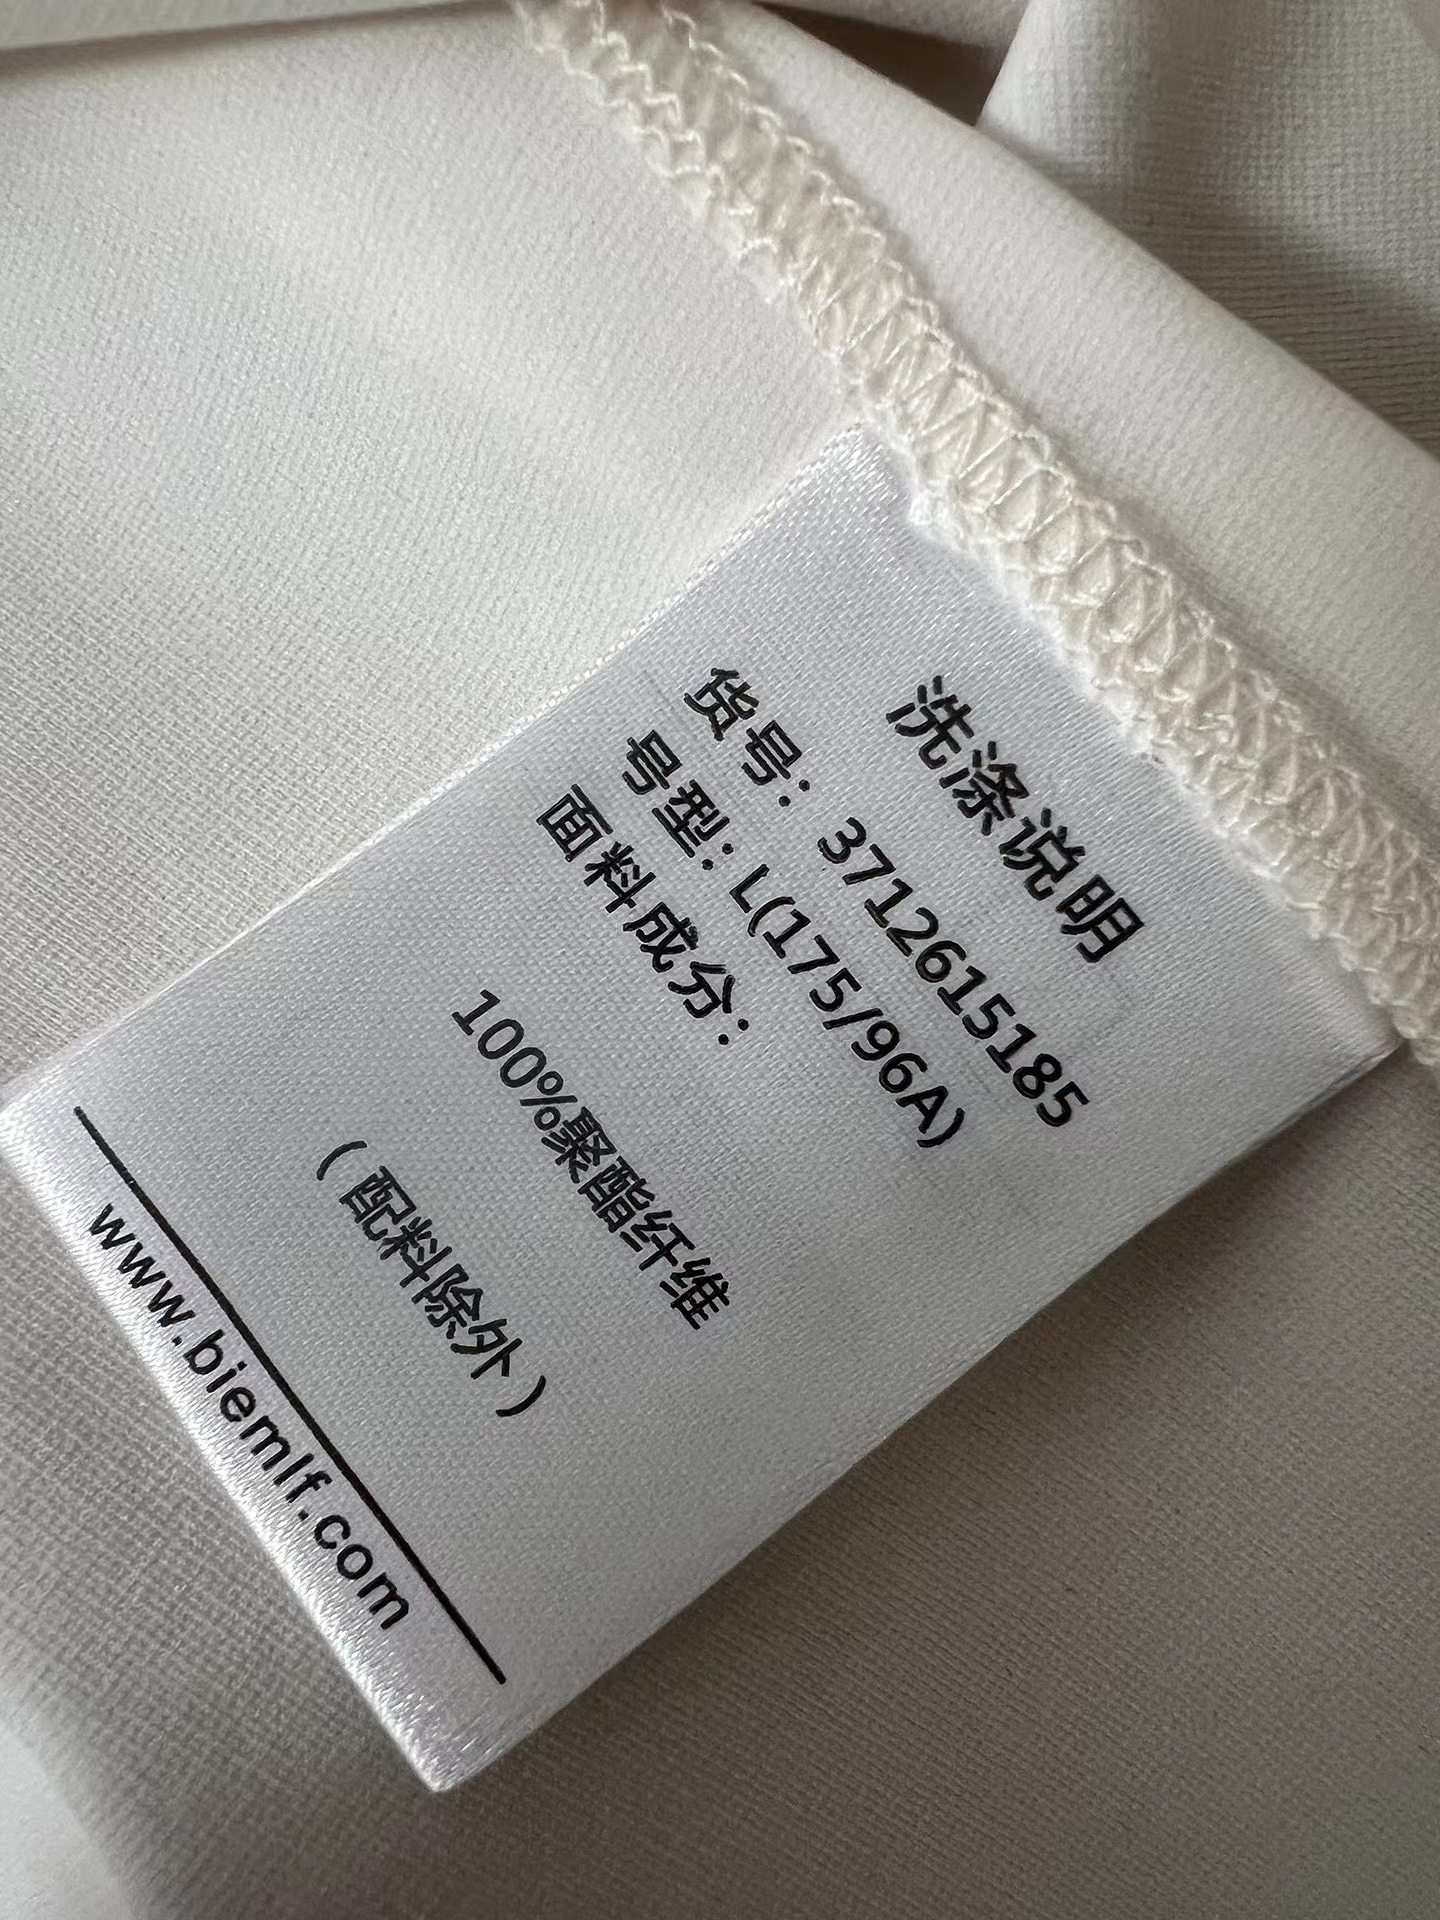 洗涤说明
货号：3712615185
号型：L(175/96A)
面料成分：
100%聚酯纤维
（配料除外）
www.biemlf.com